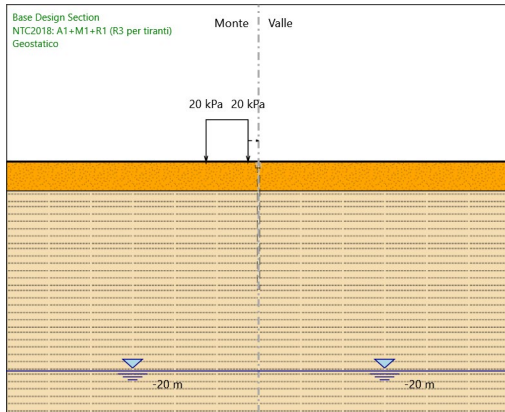 Base Design Section
NTC2018: A1+M1+R1 (R3 per tiranti)
Geostatico
Monte Valle
20 kPa 20 kPa
-20 m -20 m